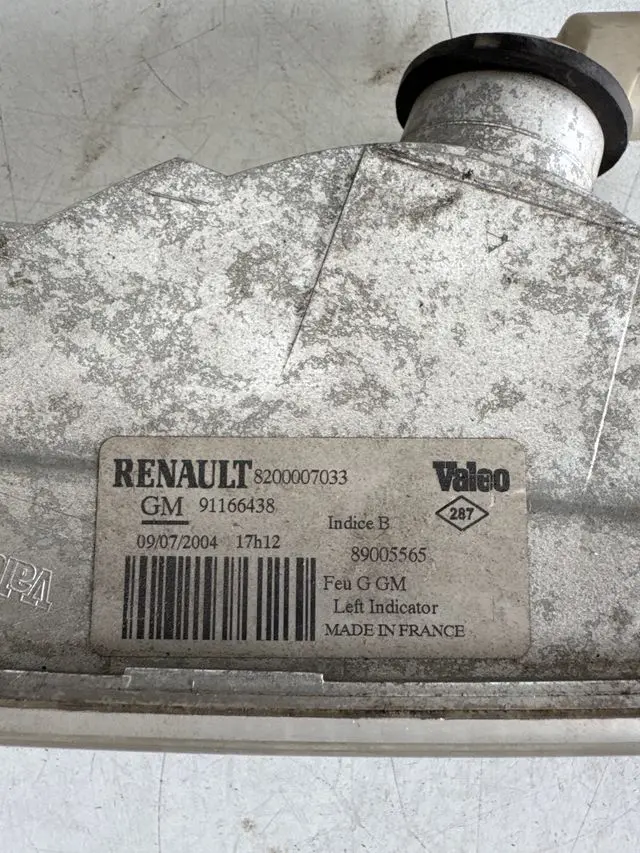 RENAULT 8200007033 Valeo
GM 91166438
287
Indice B
09/07/2004 17h12
89005565
Feu G GM
Left Indicator
MADE IN FRANCE